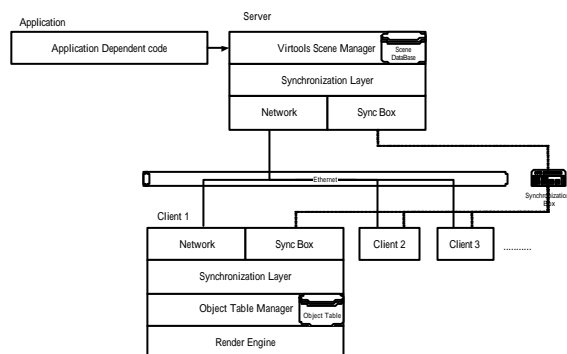 Application
Server
Application Dependent code
Virtools Scene Manager
Scene
DataBase
Synchronization Layer
Network
Sync Box
Ethernet
Synchronization
Box
Client 1
Network
Sync Box
Client 2
Client 3
...........
Synchronization Layer
Object Table Manager
Object Table
Render Engine